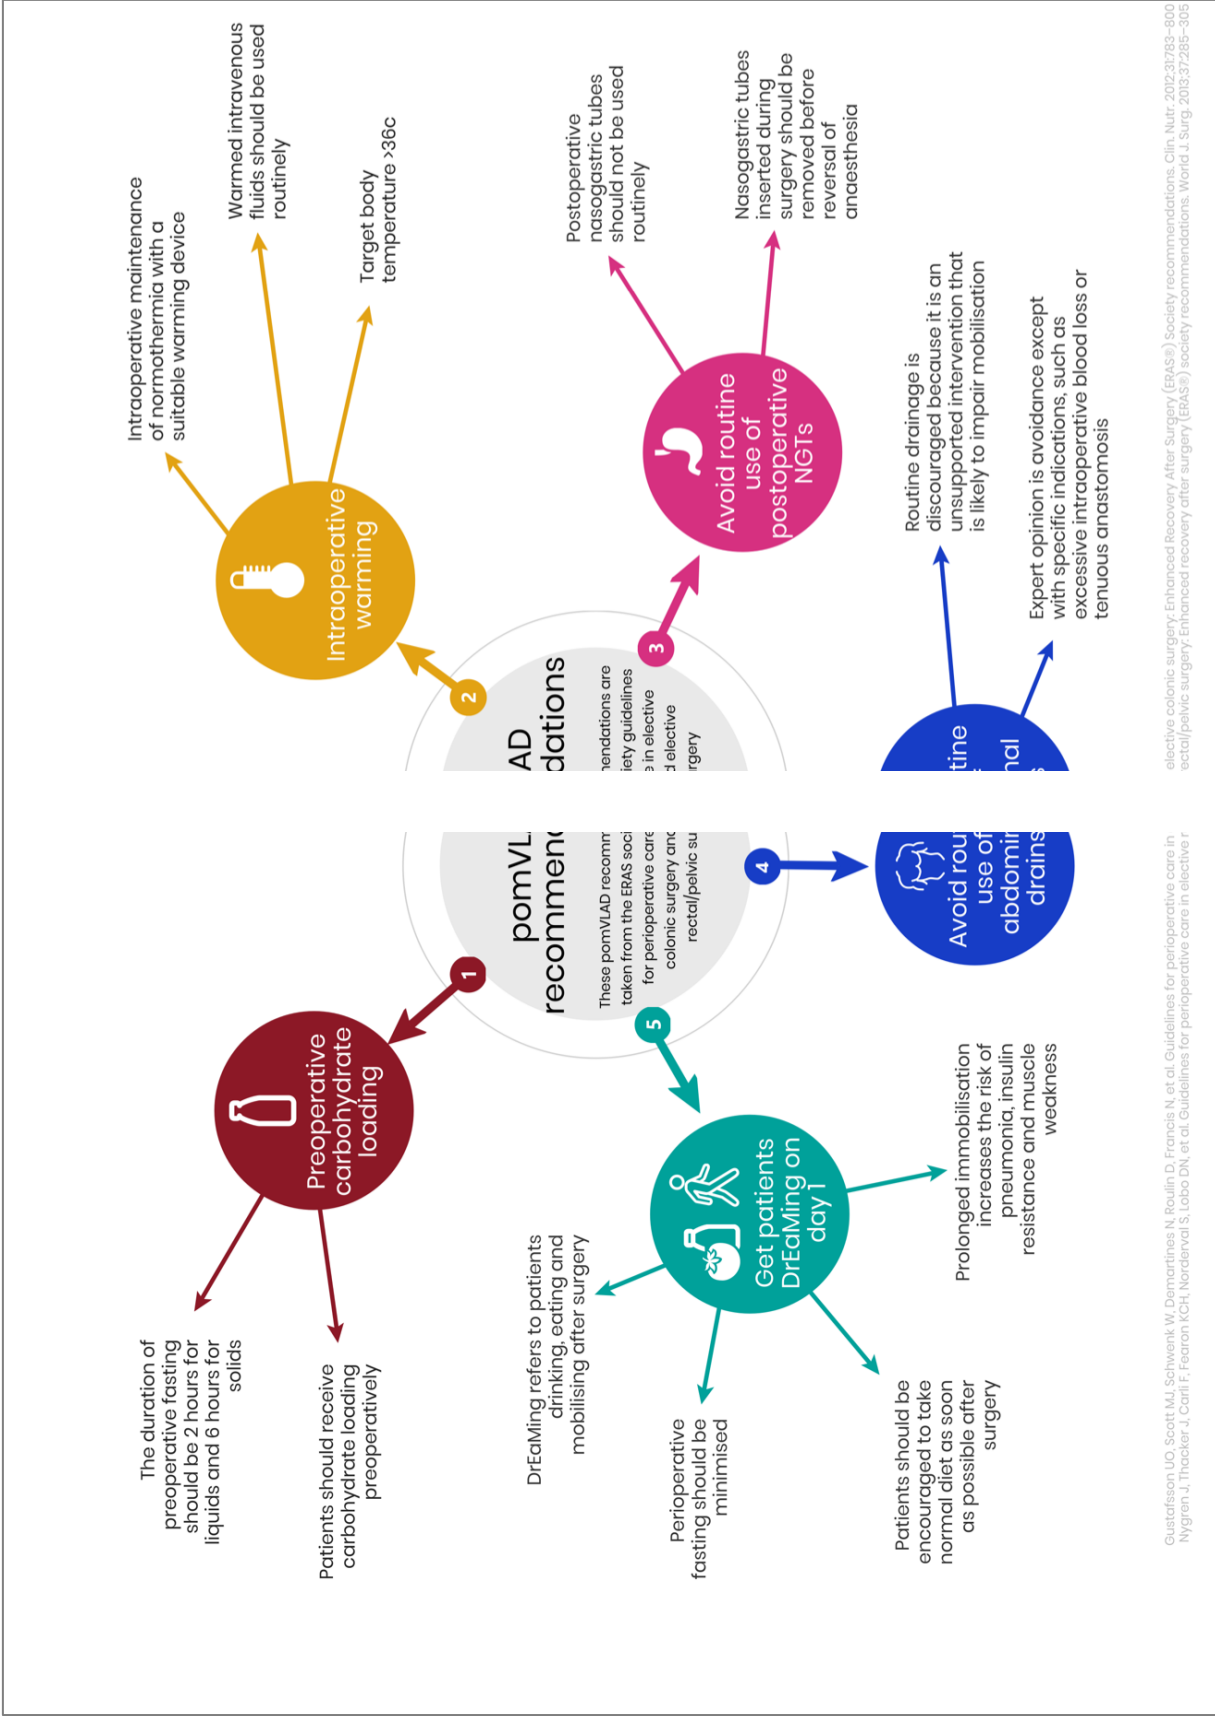 pomVLAD
recommendations
These pomVLAD recommendations are
taken from the ERAS society guidelines
for perioperative care in elective
colonic surgery and elective
rectal/pelvic surgery
1
Preoperative
carbohydrate
loading
The duration of
preoperative fasting
should be 2 hours for
liquids and 6 hours for
solids
Patients should receive
carbohydrate loading
preoperatively
2
Intraoperative
warming
Intraoperative maintenance
of normothermia with a
suitable warming device
Warmed intravenous
fluids should be used
routinely
Target body
temperature >36c
3
Avoid routine
use of
postoperative
NGTs
Postoperative
nasogastric tubes
should not be used
routinely
Nasogastric tubes
inserted during
surgery should be
removed before
reversal of
anaesthesia
4
Avoid routine
use of
abdominal
drains
Routine drainage is
discouraged because it is an
unsupported intervention that
is likely to impair mobilisation
Expert opinion is avoidance except
with specific indications, such as
excessive intraoperative blood loss or
tenuous anastomosis
5
Get patients
DrEaMing on
day 1
DrEaMing refers to patients
drinking, eating and
mobilising after surgery
Perioperative
fasting should be
minimised
Patients should be
encouraged to take
normal diet as soon
as possible after
surgery
Prolonged immobilisation
increases the risk of
pneumonia, insulin
resistance and muscle
weakness
Gustafsson UO, Scott MJ, Schwenk W, Demartines N, Roulin D, Francis N, et al. Guidelines for perioperative care in elective colonic surgery: Enhanced Recovery After Surgery (ERAS®) Society recommendations. Clin. Nutr. 2012;31:783-800
Nygren J, Thacker J, Carli F, Fearon KCH, Norderval S, Lobo DN, et al. Guidelines for perioperative care in elective rectal/pelvic surgery: Enhanced recovery after surgery (ERAS®) society recommendations. World J. Surg. 2013;37:285-305